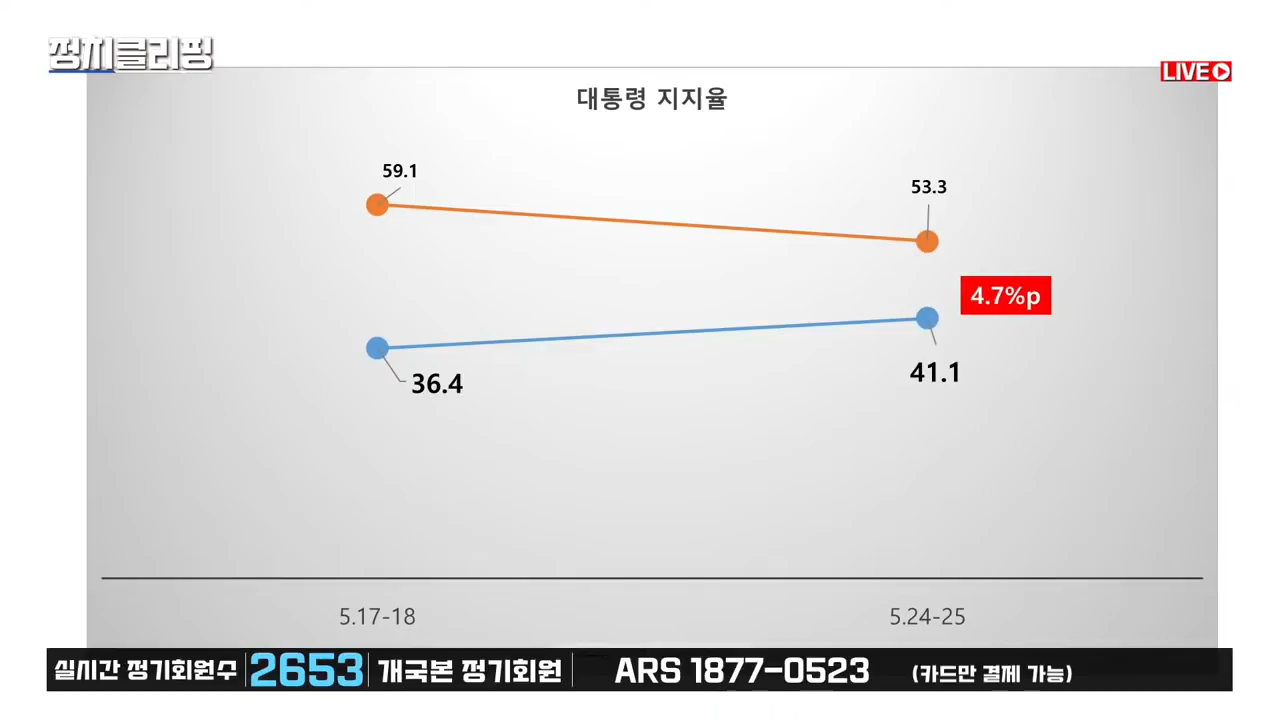 정치클리핑
LIVE
대통령 지지율
59.1
53.3
4.7%p
36.4
41.1
5.17-18
5.24-25
실시간 정기회원수 2653 개국본 정기회원 ARS 1877-0523 (카드만 결제 가능)